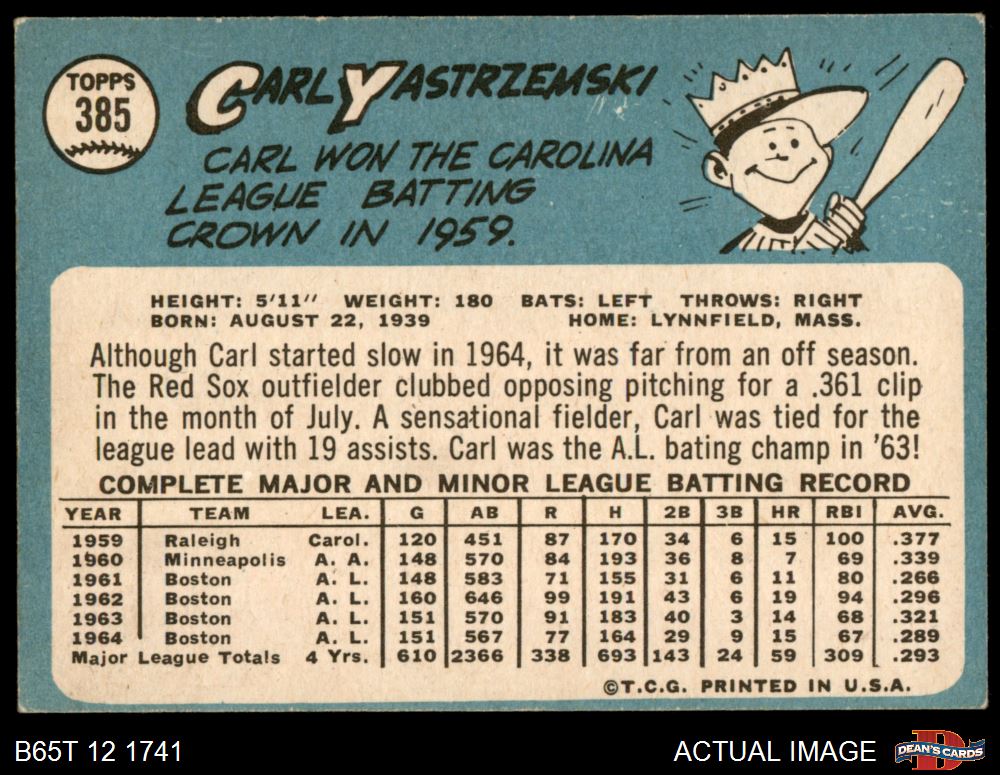 TOPPS
385
CARL YASTRZEMSKI
CARL WON THE CAROLINA
LEAGUE BATTING
CROWN IN 1959.
HEIGHT: 5'11" WEIGHT: 180 BATS: LEFT THROWS: RIGHT
BORN: AUGUST 22, 1939 HOME: LYNNFIELD, MASS.
Although Carl started slow in 1964, it was far from an off season.
The Red Sox outfielder clubbed opposing pitching for a .361 clip
in the month of July. A sensational fielder, Carl was tied for the
league lead with 19 assists. Carl was the A.L. bating champ in '63!
COMPLETE MAJOR AND MINOR LEAGUE BATTING RECORD
YEAR TEAM LEA. G AB R H 2B 3B HR RBI AVG.
1959 Raleigh Carol. 120 451 87 170 34 6 15 100 .377
1960 Minneapolis A. A. 148 570 84 193 36 8 7 69 .339
1961 Boston A. L. 148 583 71 155 31 6 11 80 .266
1962 Boston A. L. 160 646 99 191 43 6 19 94 .296
1963 Boston A. L. 151 570 91 183 40 3 14 68 .321
1964 Boston A. L. 151 567 77 164 29 9 15 67 .289
Major League Totals 4 Yrs. 610 2366 338 693 143 24 59 309 .293
©T.C.G. PRINTED IN U.S.A.
B65T 12 1741 ACTUAL IMAGE
D
DEAN'S CARDS